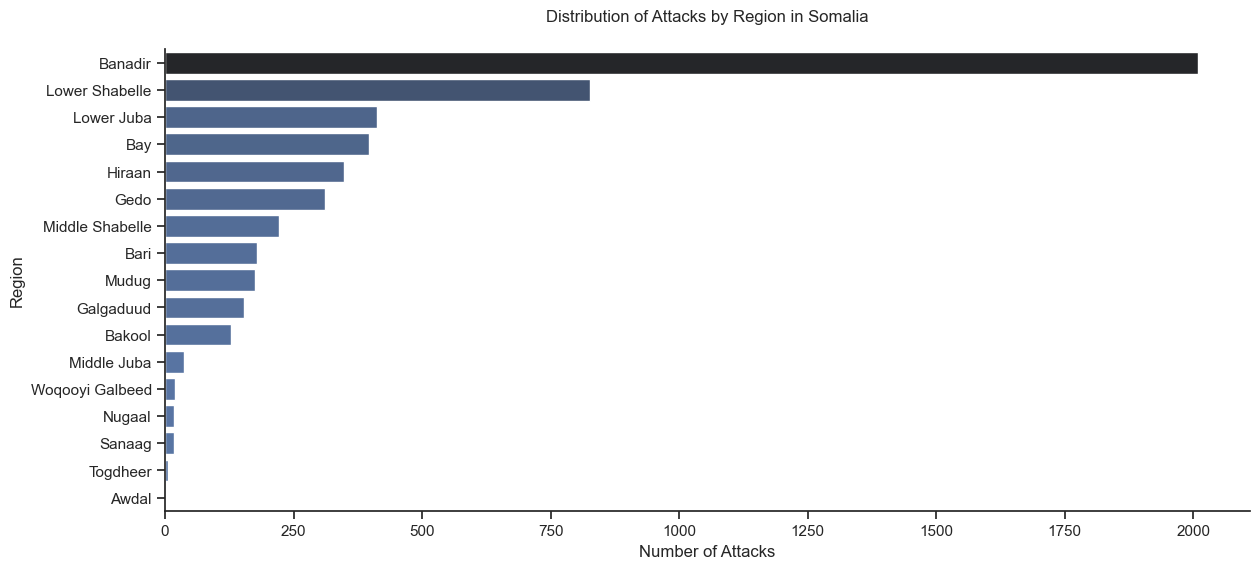 Distribution of Attacks by Region in Somalia
Region
Banadir
Lower Shabelle
Lower Juba
Bay
Hiraan
Gedo
Middle Shabelle
Bari
Mudug
Galgaduud
Bakool
Middle Juba
Woqooyi Galbeed
Nugaal
Sanaag
Togdheer
Awdal
0 250 500 750 1000 1250 1500 1750 2000
Number of Attacks